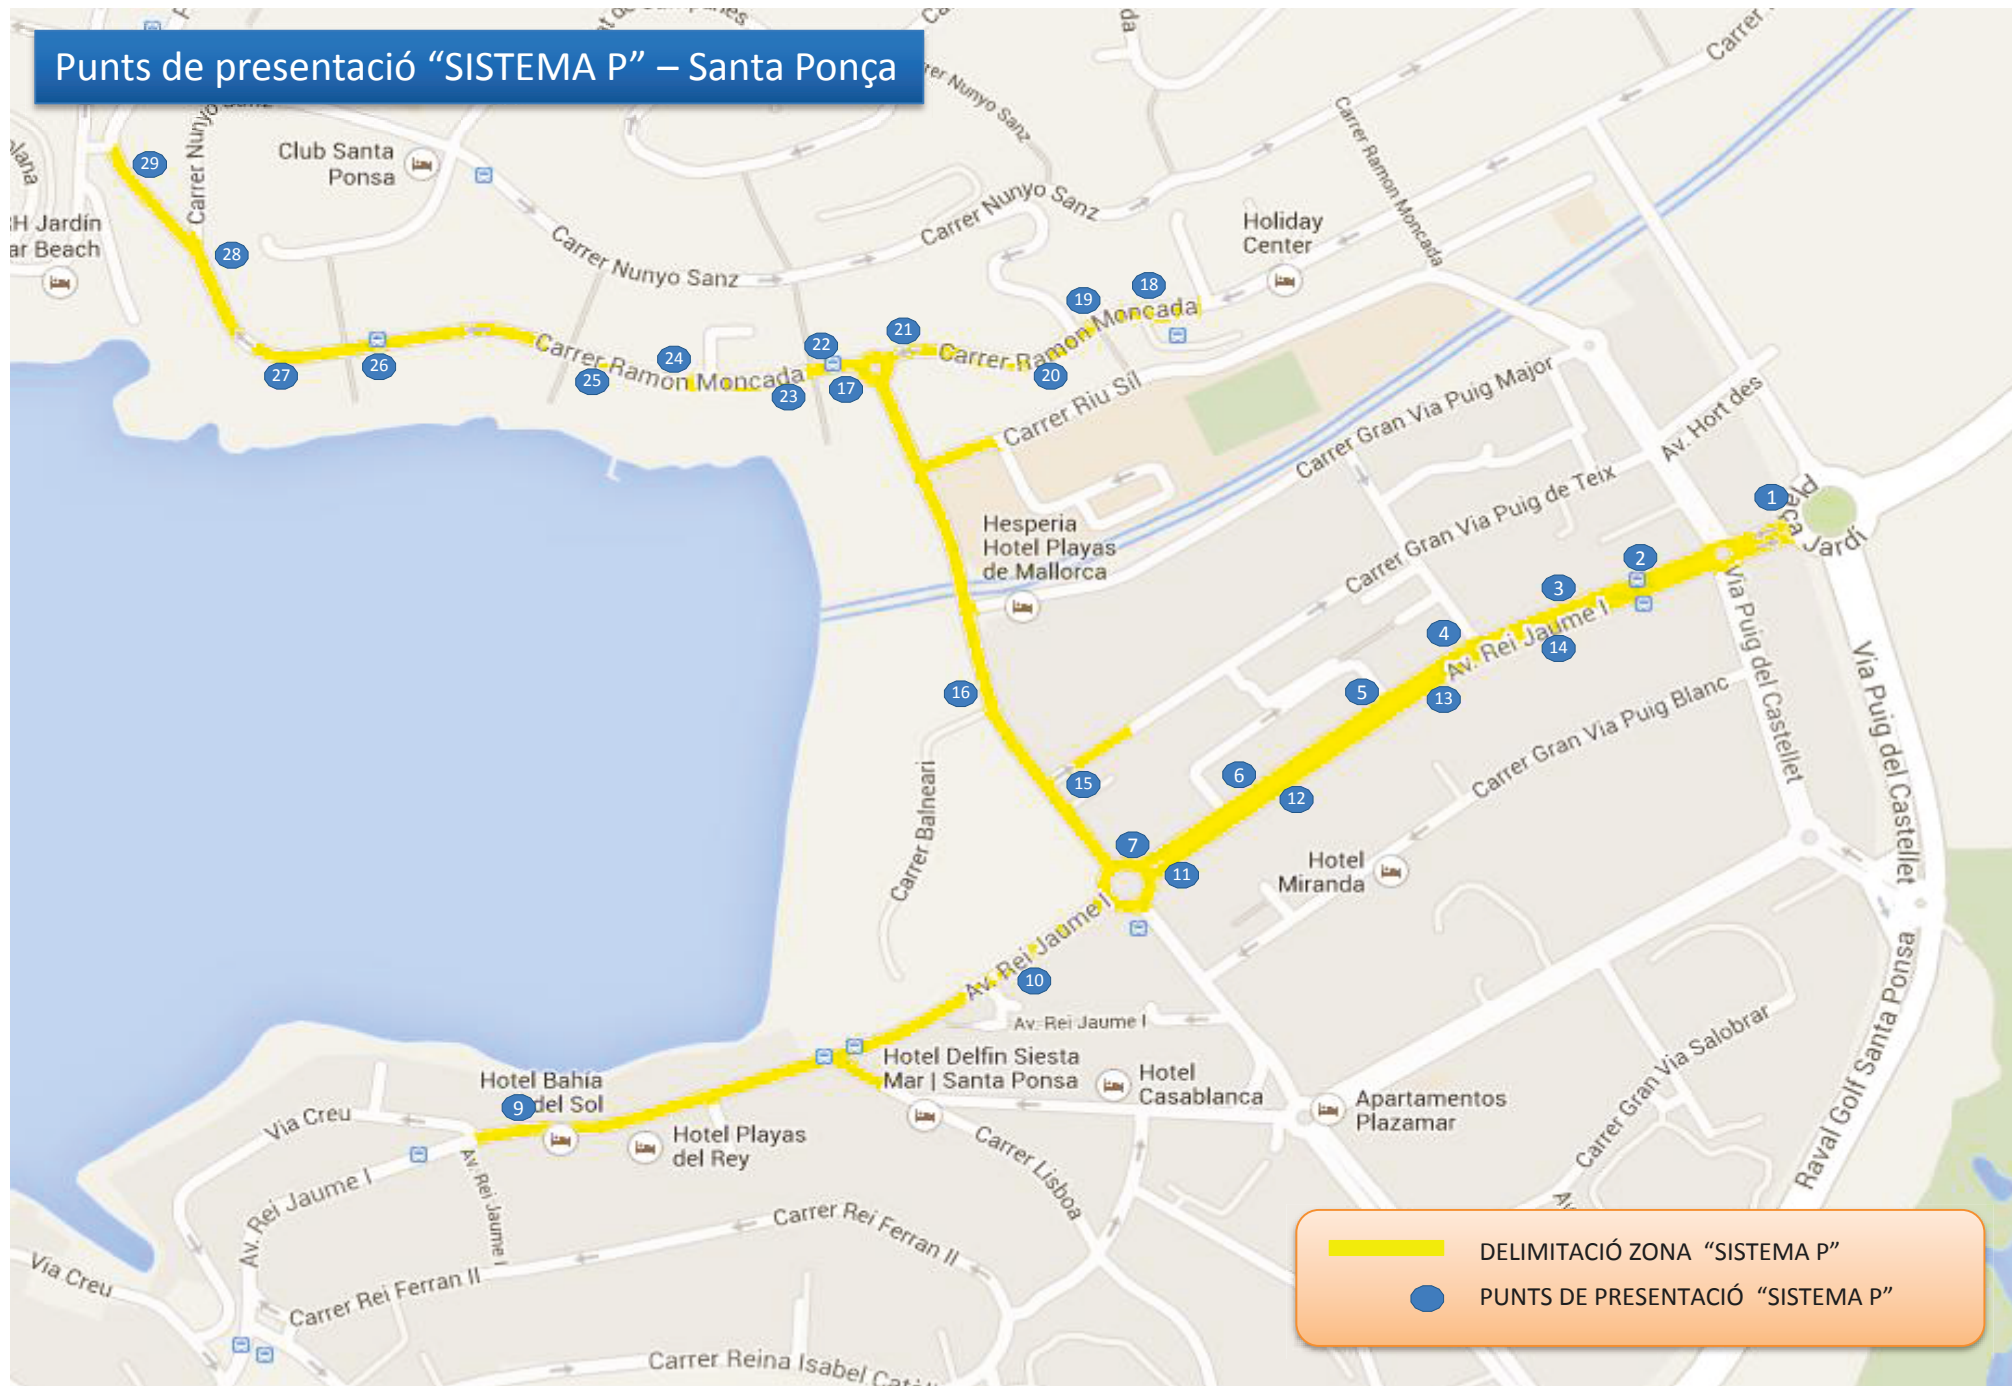 Punts de presentació “SISTEMA P” – Santa Ponça
Carrer Nunyo Sanz
Carrer
Carrer Nunyo
Club Santa
Ponsa
29
28
Jardín
Beach
Carrer Nunyo Sanz
Carrer Nunyo Sanz
Carrer Ramon Moncada
Holiday
Center
18
19
Carrer Ramon Moncada
20
21
22
17
23
24
25
Carrer Ramon Moncada
26
27
Carrer Riu Sil
Carrer Gran Via Puig Major
Av. Hort des
Carrer Gran Via Puig de Teix
1
Plaça Jardí
Hesperia
Hotel Playas
de Mallorca
2
3
4
Av. Rei Jaume I
14
13
5
6
12
Via Puig del Castellet
Via Puig del Castellet
Carrer Gran Via Puig Blanc
16
15
7
11
Carrer Balneari
Hotel
Miranda
Av. Rei Jaume I
10
Av. Rei Jaume I
Hotel Delfin Siesta
Mar | Santa Ponsa
Hotel
Casablanca
Apartamentos
Plazamar
Carrer Gran Via Salobrar
Raval Golf Santa Ponsa
Hotel Bahía
del Sol
9
Hotel Playas
del Rey
Via Creu
Av. Rei Jaume I
Av. Rei Jaume I
Carrer Lisboa
Carrer Rei Ferran II
Carrer Rei Ferran II
Via Creu
Carrer Reina Isabel
DELIMITACIÓ ZONA “SISTEMA P”
PUNTS DE PRESENTACIÓ “SISTEMA P”